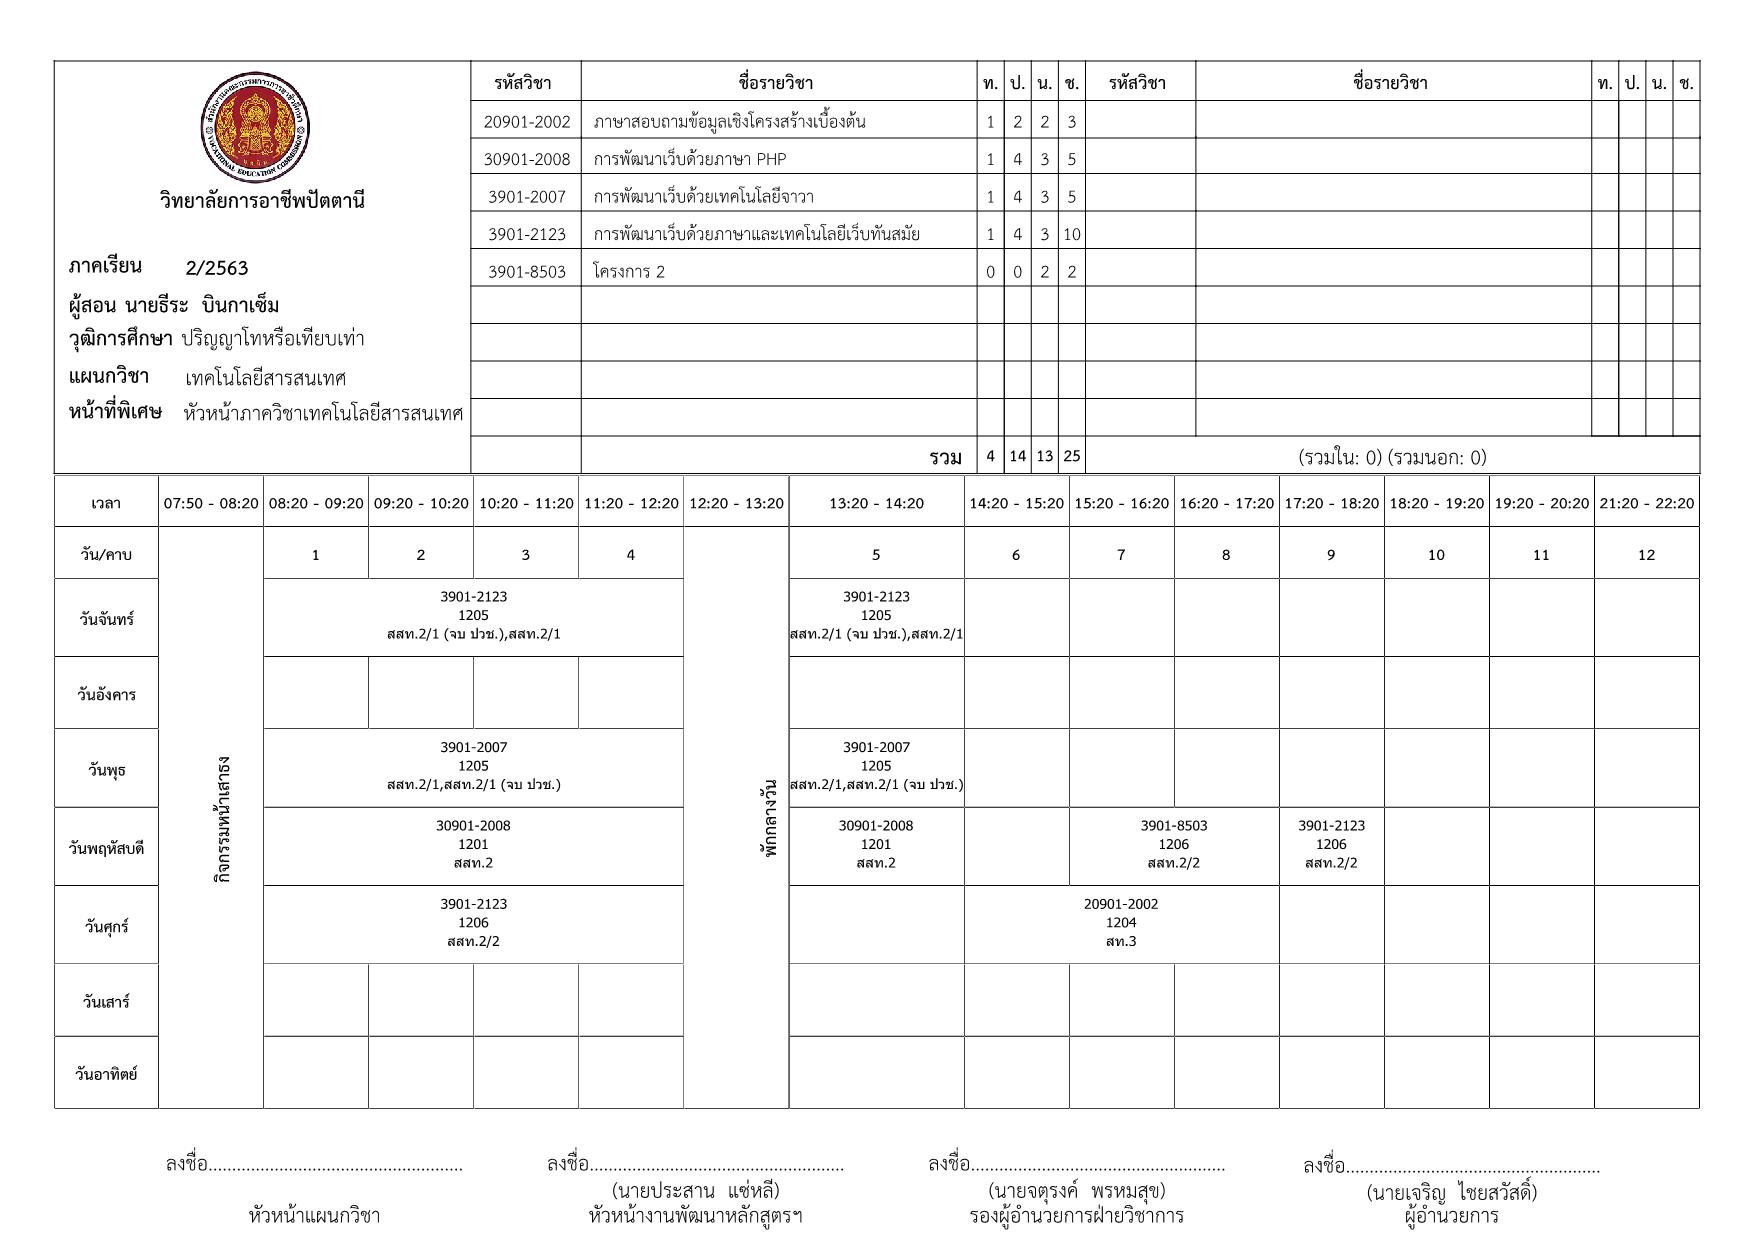 สำนักงานคณะกรรมการการอาชีวศึกษา
VOCATIONAL EDUCATION COMMISSION
วิทยาลัยการอาชีพปัตตานี
ภาคเรียน 2/2563
ผู้สอน นายธีระ บินกาเซ็ม
วุฒิการศึกษา ปริญญาโทหรือเทียบเท่า
แผนกวิชา เทคโนโลยีสารสนเทศ
หน้าที่พิเศษ หัวหน้าภาควิชาเทคโนโลยีสารสนเทศ
รหัสวิชา ชื่อรายวิชา ท. ป. น. ช. รหัสวิชา ชื่อรายวิชา ท. ป. น. ช.
20901-2002 ภาษาสอบถามข้อมูลเชิงโครงสร้างเบื้องต้น 1 2 2 3
30901-2008 การพัฒนาเว็บด้วยภาษา PHP 1 4 3 5
3901-2007 การพัฒนาเว็บด้วยเทคโนโลยีจาวา 1 4 3 5
3901-2123 การพัฒนาเว็บด้วยภาษาและเทคโนโลยีเว็บทันสมัย 1 4 3 10
3901-8503 โครงการ 2 0 0 2 2
รวม 4 14 13 25 (รวมใน: 0) (รวมนอก: 0)
เวลา 07:50 - 08:20 08:20 - 09:20 09:20 - 10:20 10:20 - 11:20 11:20 - 12:20 12:20 - 13:20 13:20 - 14:20 14:20 - 15:20 15:20 - 16:20 16:20 - 17:20 17:20 - 18:20 18:20 - 19:20 19:20 - 20:20 21:20 - 22:20
วัน/คาบ 1 2 3 4 5 6 7 8 9 10 11 12
กิจกรรมหน้าเสาธง
พักกลางวัน
วันจันทร์
3901-2123 3901-2123
1205 1205
สสท.2/1 (จบ ปวช.),สสท.2/1 สสท.2/1 (จบ ปวช.),สสท.2/1
วันอังคาร
วันพุธ
3901-2007 3901-2007
1205 1205
สสท.2/1,สสท.2/1 (จบ ปวช.) สสท.2/1,สสท.2/1 (จบ ปวช.)
วันพฤหัสบดี
30901-2008 30901-2008 3901-8503 3901-2123
1201 1201 1206 1206
สสท.2 สสท.2 สสท.2/2 สสท.2/2
วันศุกร์
3901-2123 20901-2002
1206 1204
สสท.2/2 สท.3
วันเสาร์
วันอาทิตย์
ลงชื่อ...................................................... ลงชื่อ...................................................... ลงชื่อ...................................................... ลงชื่อ......................................................
(นายประสาน แซ่หลี) (นายจตุรงค์ พรหมสุข) (นายเจริญ ไชยสวัสดิ์)
หัวหน้าแผนกวิชา หัวหน้างานพัฒนาหลักสูตรฯ รองผู้อำนวยการฝ่ายวิชาการ ผู้อำนวยการ